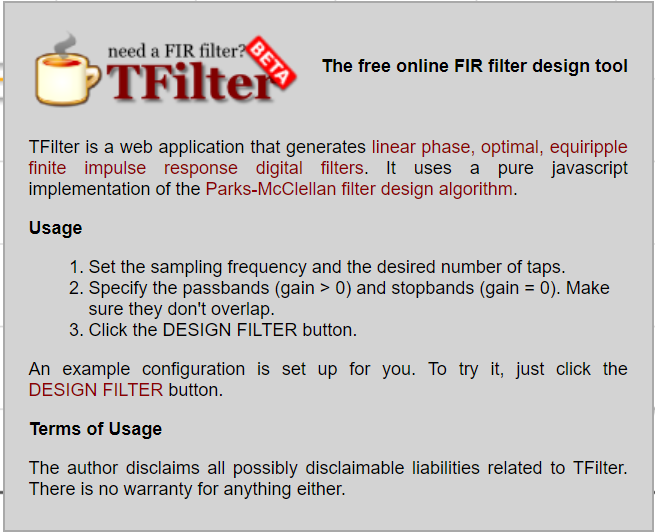 need a FIR filter?
BETA
TFilter
The free online FIR filter design tool
TFilter is a web application that generates linear phase, optimal, equiripple
finite impulse response digital filters. It uses a pure javascript
implementation of the Parks-McClellan filter design algorithm.
Usage
1. Set the sampling frequency and the desired number of taps.
2. Specify the passbands (gain > 0) and stopbands (gain = 0). Make
sure they don't overlap.
3. Click the DESIGN FILTER button.
An example configuration is set up for you. To try it, just click the
DESIGN FILTER button.
Terms of Usage
The author disclaims all possibly disclaimable liabilities related to TFilter.
There is no warranty for anything either.